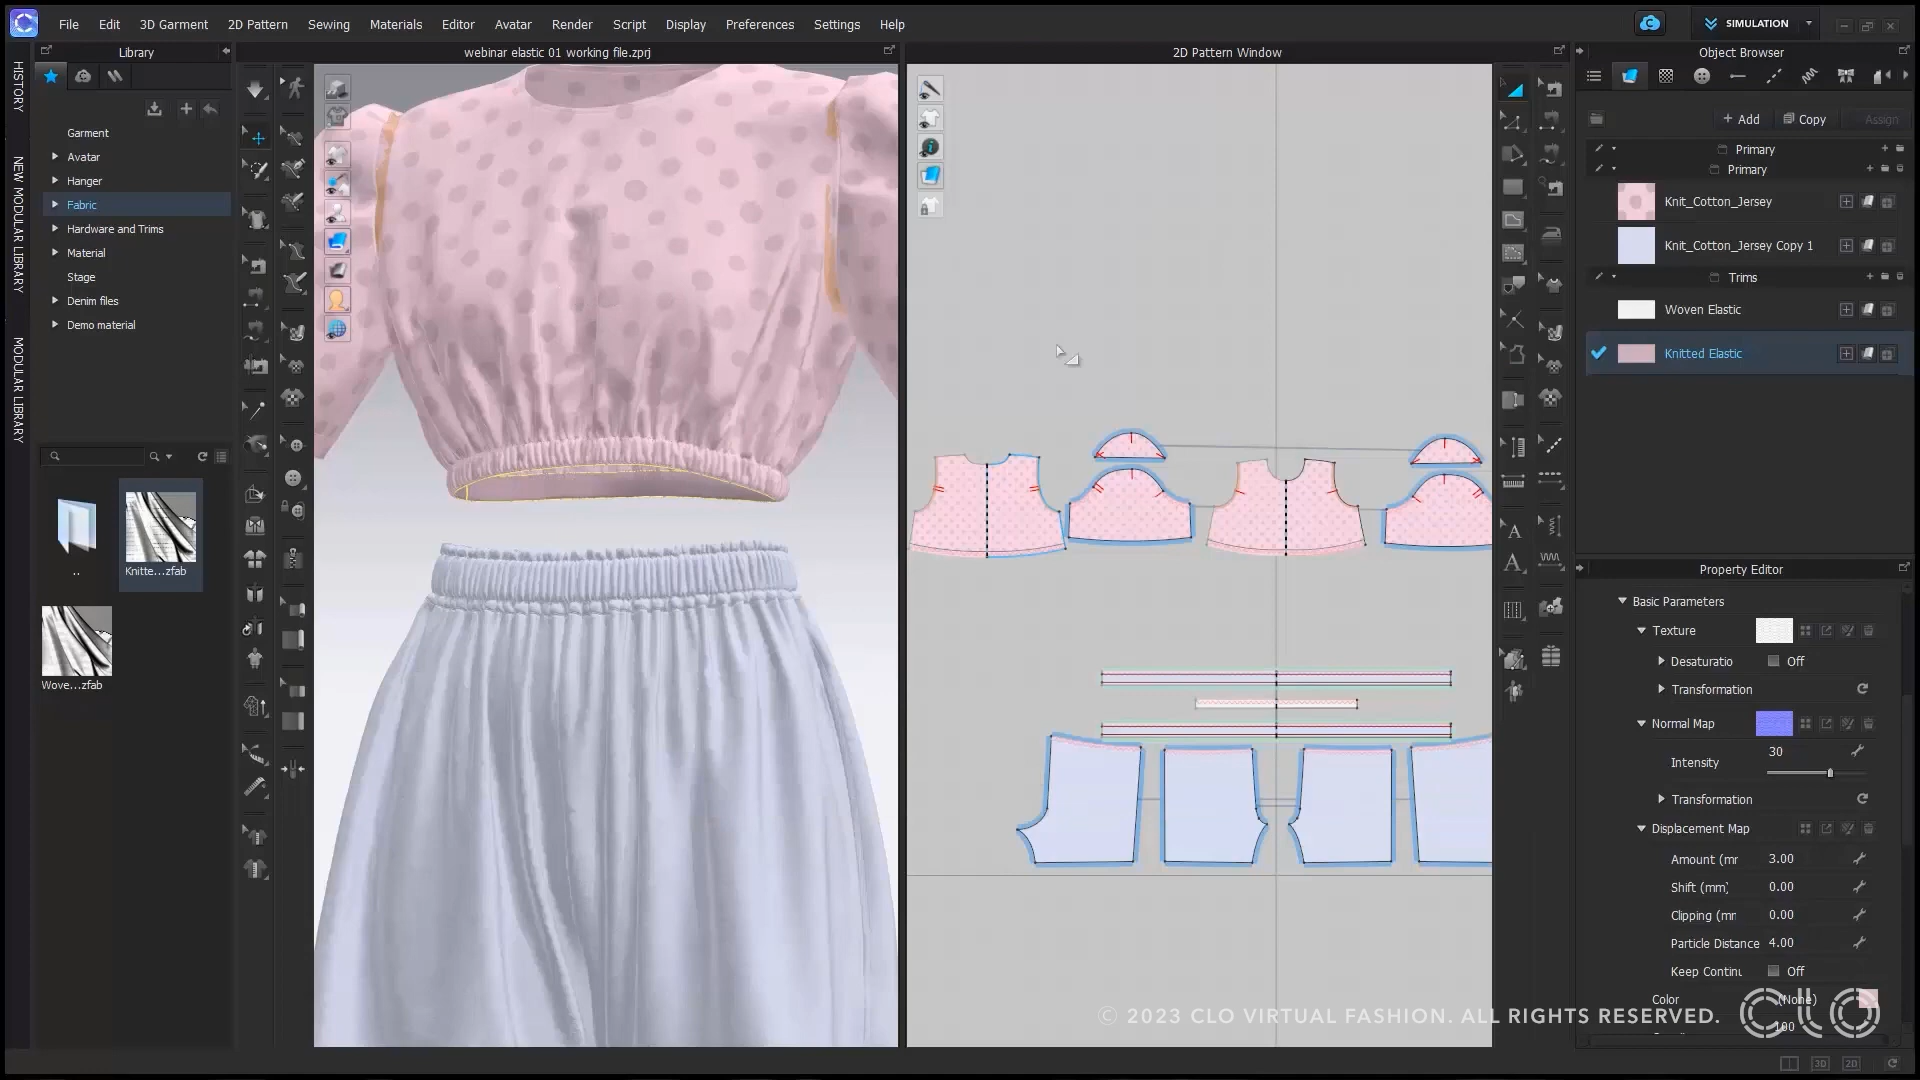 File Edit 3D Garment 2D Pattern Sewing Materials Editor Avatar Render Script Display Preferences Settings Help
SIMULATION
Library
webinar elastic 01 working file.zprj
2D Pattern Window
Object Browser
HISTORY
NEW MODULAR LIBRARY
MODULAR LIBRARY
Garment
Avatar
Hanger
Fabric
Hardware and Trims
Material
Stage
Denim files
Demo material
..
Knitte...zfab
Wove...zfab
+ Add
Copy
Assign
Primary
Primary
Knit_Cotton_Jersey
Knit_Cotton_Jersey Copy 1
Trims
Woven Elastic
Knitted Elastic
Property Editor
Basic Parameters
Texture
Desaturatio
Off
Transformation
Normal Map
30
Intensity
Transformation
Displacement Map
Amount (mr
3.00
Shift (mm)
0.00
Clipping (mr
0.00
Particle Distance
4.00
Keep Contin
Off
Color
(None)
100
© 2023 CLO VIRTUAL FASHION. ALL RIGHTS RESERVED.
CLO
3D
2D